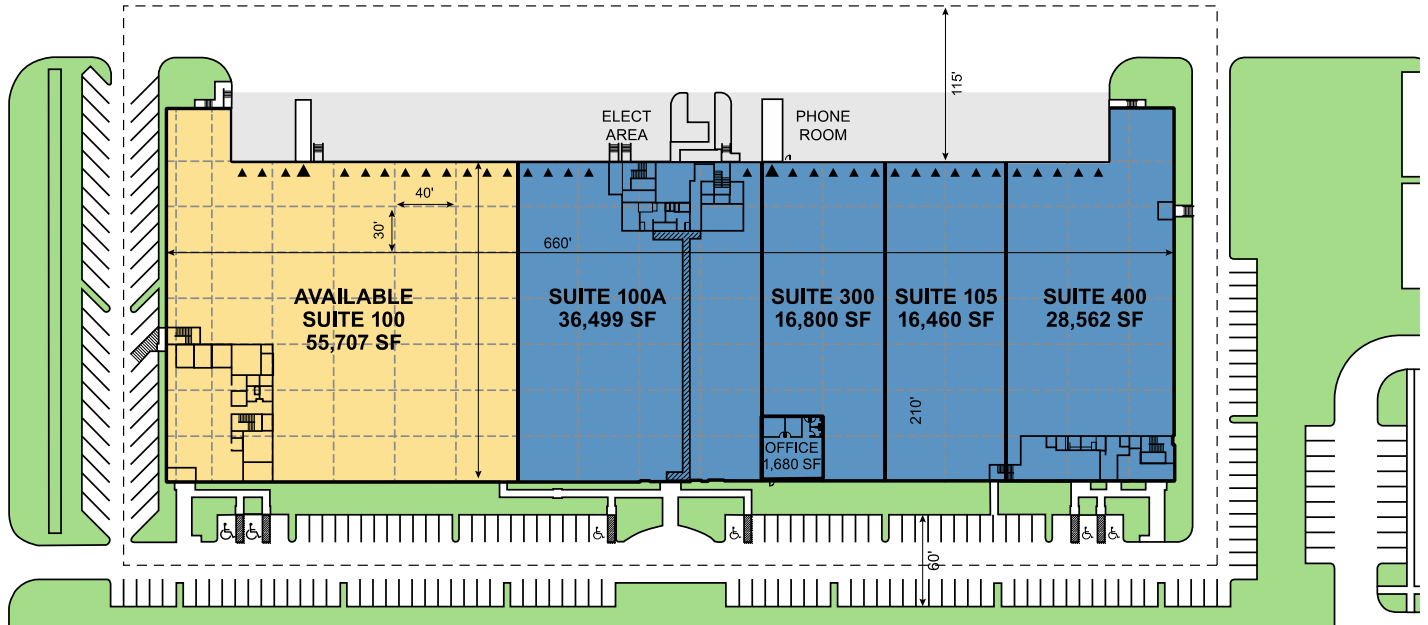 115'
ELECT
AREA
PHONE
ROOM
40'
30'
660'
AVAILABLE
SUITE 100
55,707 SF
SUITE 100A
36,499 SF
SUITE 300
16,800 SF
SUITE 105
16,460 SF
SUITE 400
28,562 SF
210'
OFFICE
1,680 SF
60'